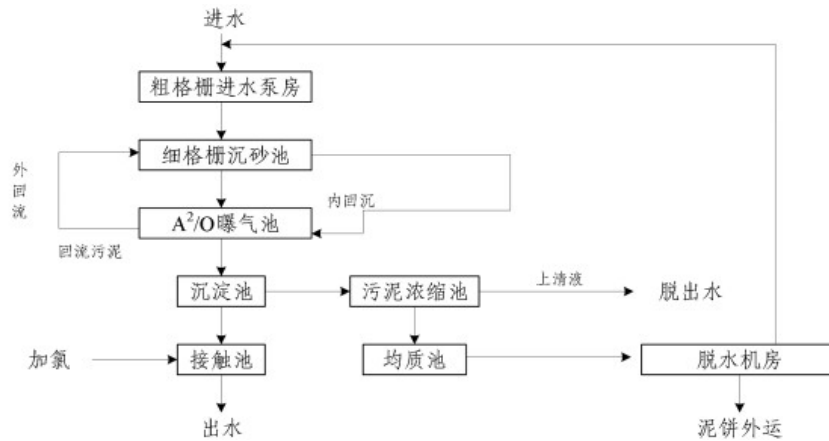 进水
粗格栅进水泵房
细格栅沉砂池
外回流
内回沉
A²/O曝气池
回流污泥
沉淀池
污泥浓缩池
上清液
脱出水
加氯
接触池
均质池
脱水机房
出水
泥饼外运